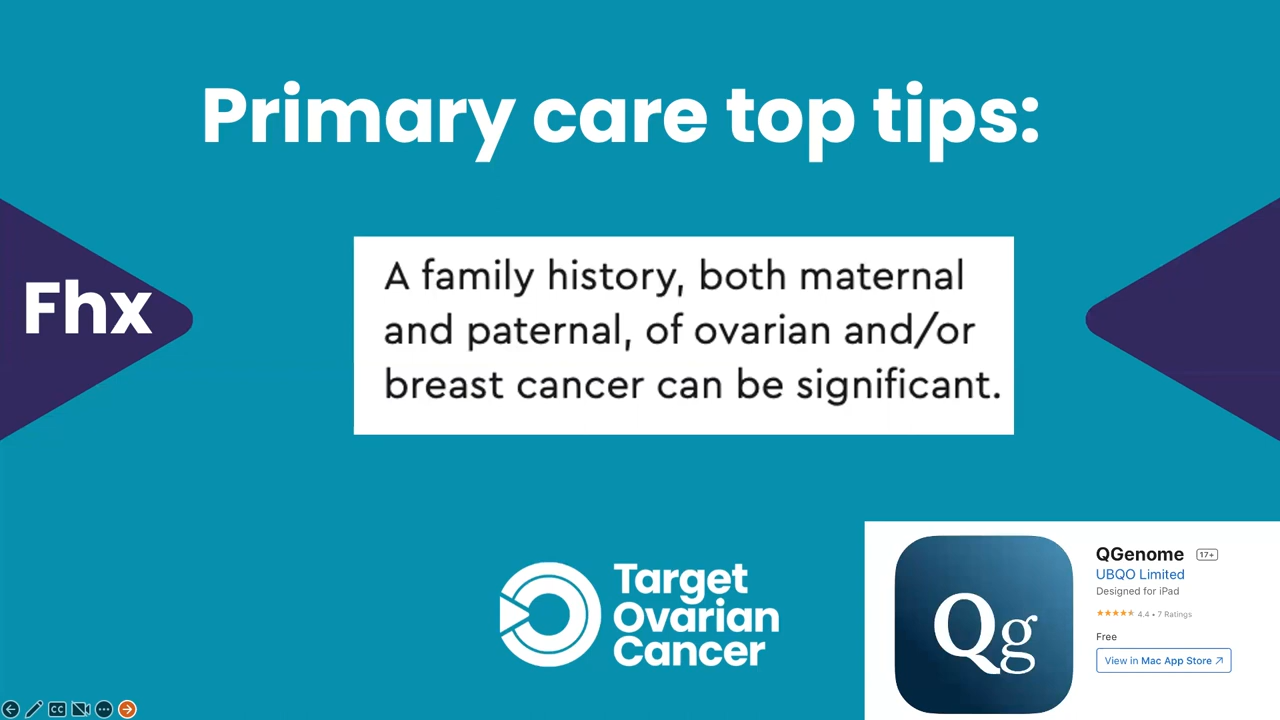 Primary care top tips:
Fhx
A family history, both maternal
and paternal, of ovarian and/or
breast cancer can be significant.
Target
Ovarian
Cancer
Qg
QGenome 17+
UBQO Limited
Designed for iPad
4.4 • 7 Ratings
Free
View in Mac App Store ↗
CC